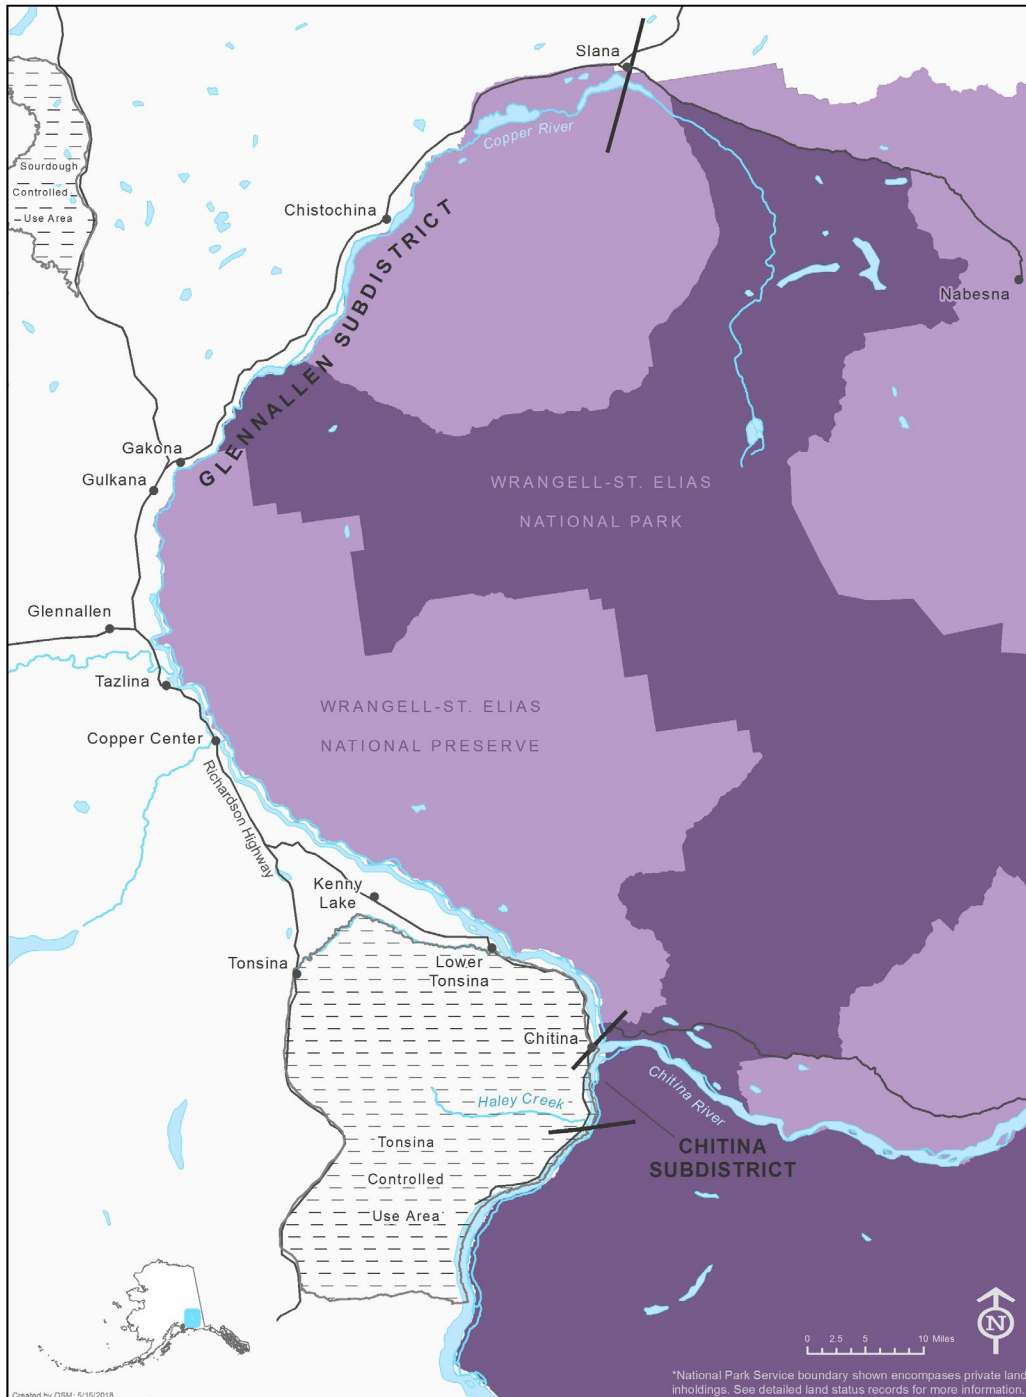 Slana
Copper River
Sourdough
Controlled
Use Area
Chistochina
GLENNALLEN SUBDISTRICT
Nabesna
Gakona
Gulkana
WRANGELL-ST. ELIAS
NATIONAL PARK
Glennallen
Tazlina
WRANGELL-ST. ELIAS
NATIONAL PRESERVE
Copper Center
Richardson Highway
Kenny
Lake
Tonsina
Lower
Tonsina
Chitina
Chitina River
Haley Creek
CHITINA
SUBDISTRICT
Tonsina
Controlled
Use Area
N
0 2.5 5 10 Miles
*National Park Service boundary shown encompases private land
inholdings. See detailed land status records for more information.
Created by OSM: 5/15/2018